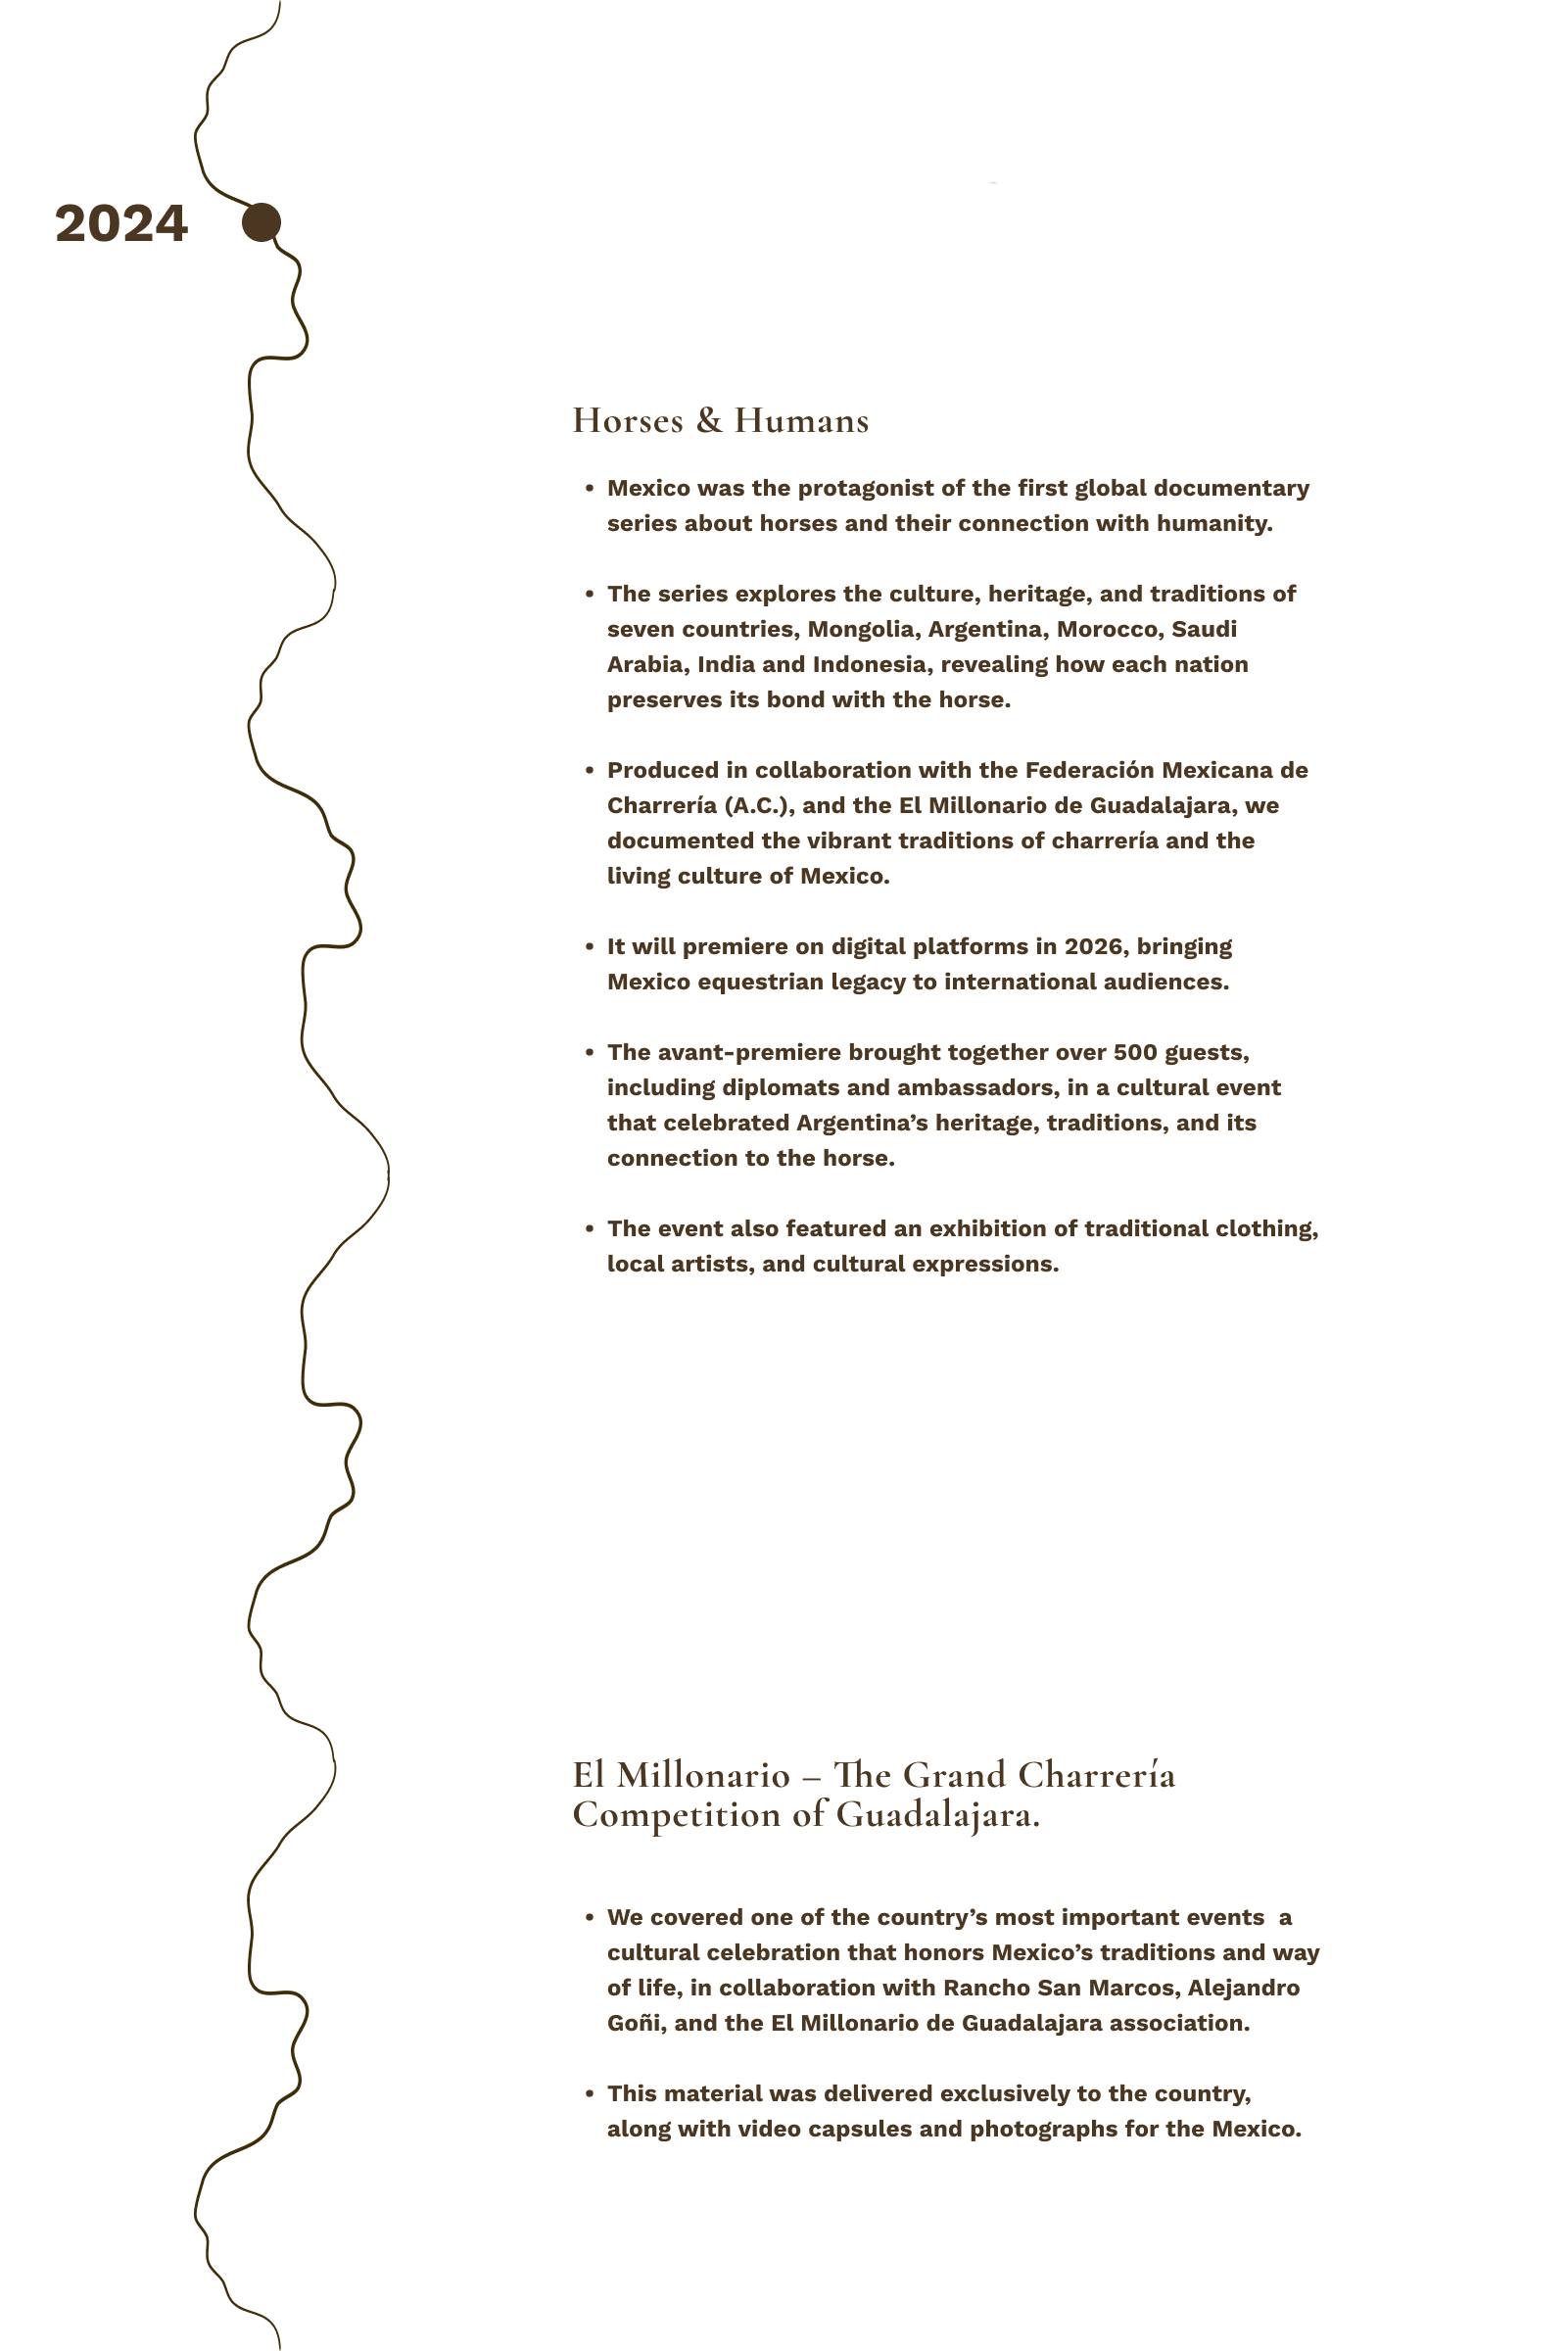 2024
Horses & Humans
• Mexico was the protagonist of the first global documentary
series about horses and their connection with humanity.
• The series explores the culture, heritage, and traditions of
seven countries, Mongolia, Argentina, Morocco, Saudi
Arabia, India and Indonesia, revealing how each nation
preserves its bond with the horse.
• Produced in collaboration with the Federación Mexicana de
Charrería (A.C.), and the El Millonario de Guadalajara, we
documented the vibrant traditions of charrería and the
living culture of Mexico.
• It will premiere on digital platforms in 2026, bringing
Mexico equestrian legacy to international audiences.
• The avant-premiere brought together over 500 guests,
including diplomats and ambassadors, in a cultural event
that celebrated Argentina’s heritage, traditions, and its
connection to the horse.
• The event also featured an exhibition of traditional clothing,
local artists, and cultural expressions.
El Millonario – The Grand Charrería
Competition of Guadalajara.
• We covered one of the country’s most important events  a
cultural celebration that honors Mexico’s traditions and way
of life, in collaboration with Rancho San Marcos, Alejandro
Goñi, and the El Millonario de Guadalajara association.
• This material was delivered exclusively to the country,
along with video capsules and photographs for the Mexico.